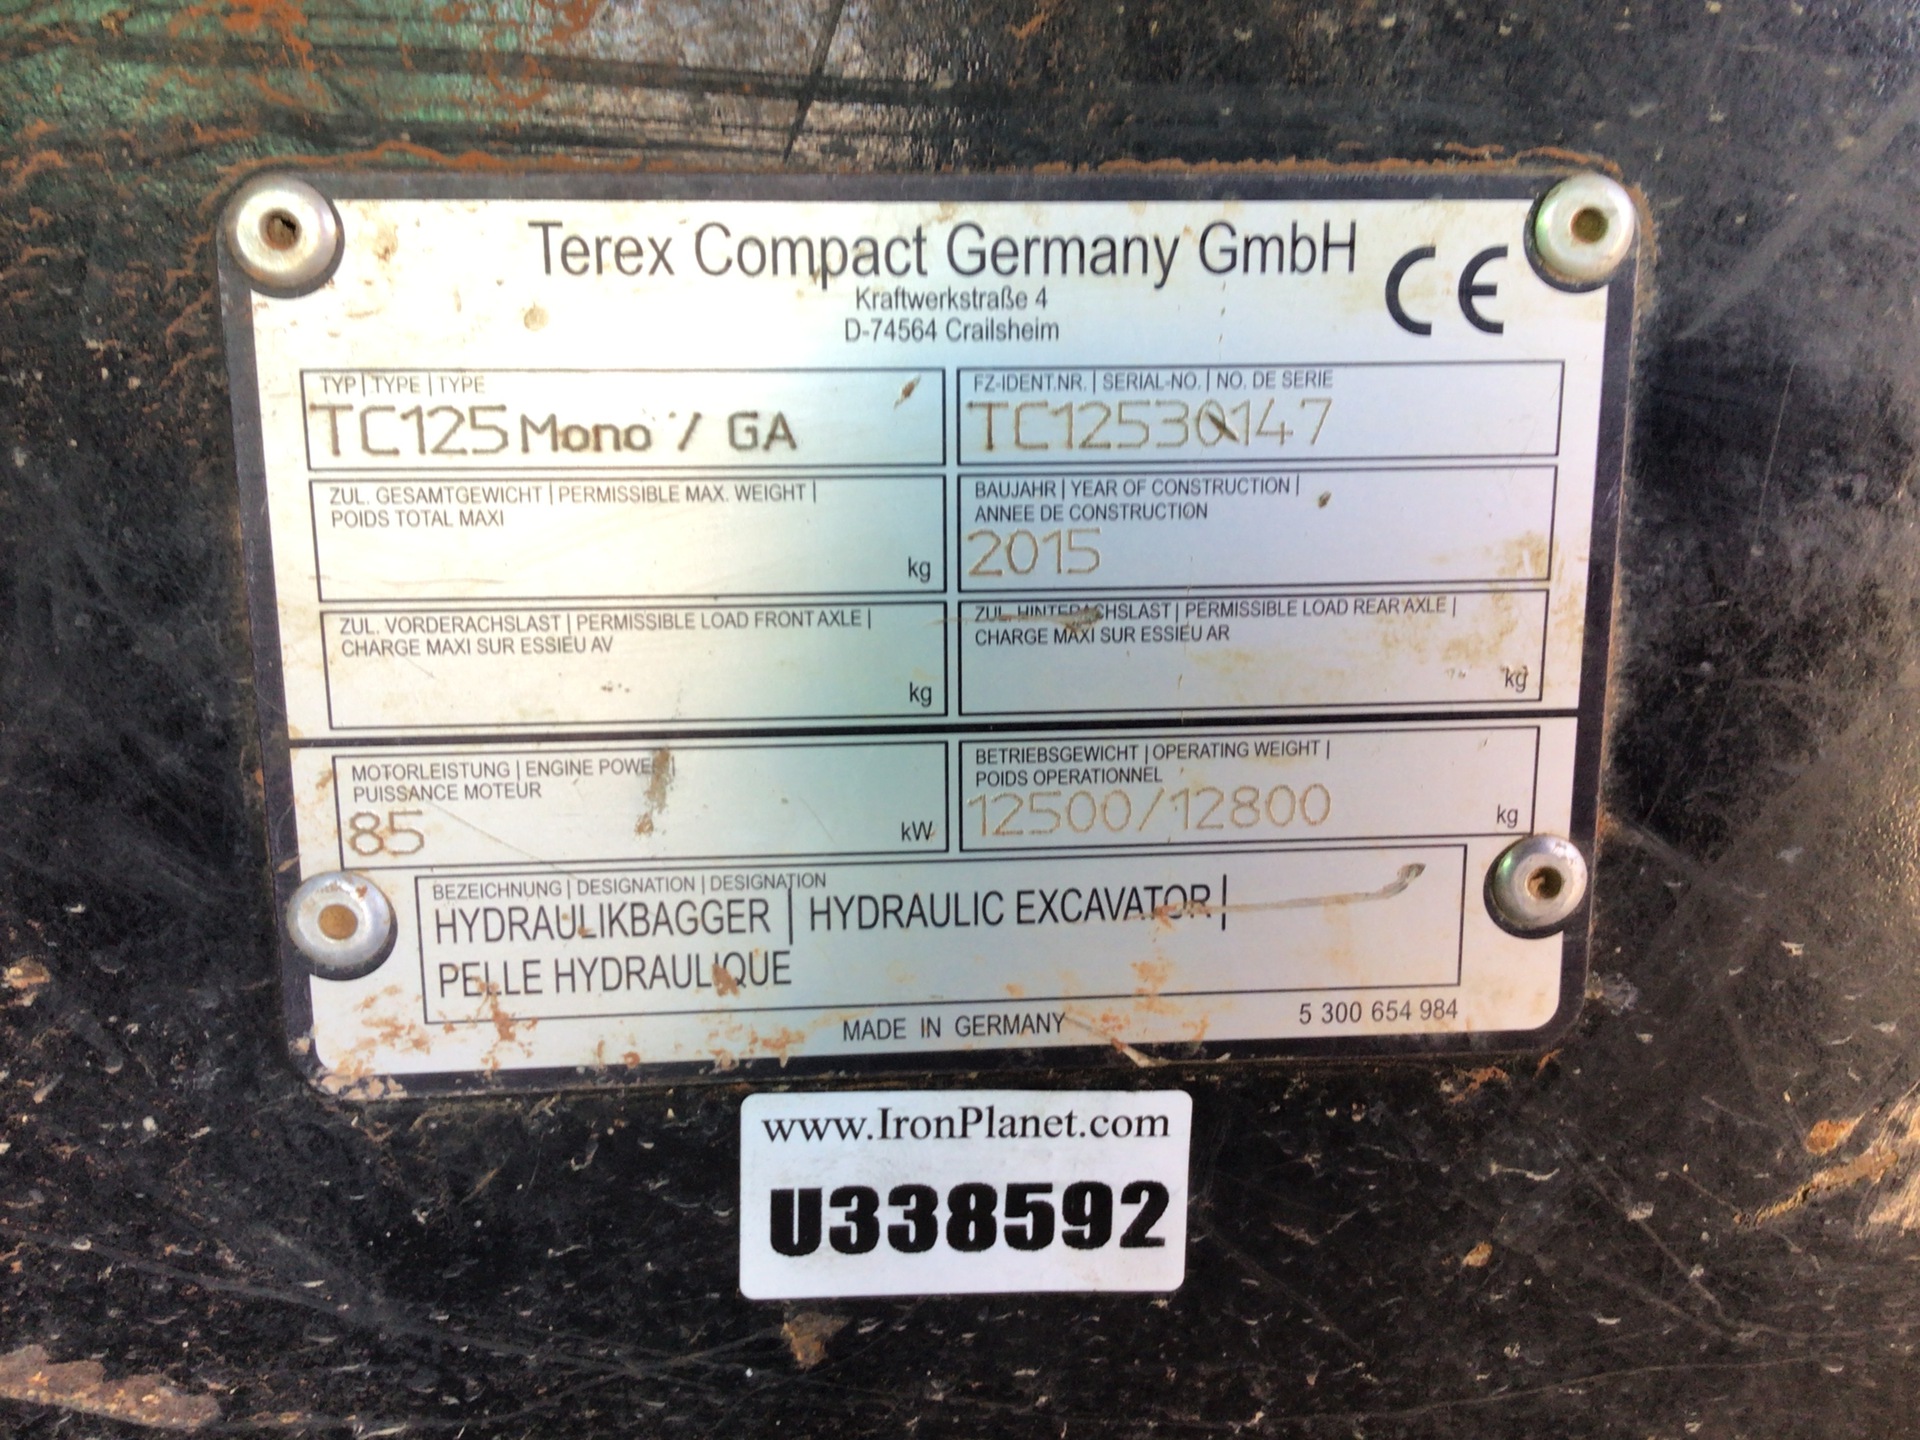 Terex Compact Germany GmbH
CE
Kraftwerkstraße 4
D-74564 Crailsheim
TYP | TYPE | TYPE
TC125 Mono / GA
FZ-IDENT.NR. | SERIAL-NO. | NO. DE SERIE
TC12530147
ZUL. GESAMTGEWICHT | PERMISSIBLE MAX. WEIGHT |
POIDS TOTAL MAXI
kg
BAUJAHR | YEAR OF CONSTRUCTION |
ANNEE DE CONSTRUCTION
2015
ZUL. VORDERACHSLAST | PERMISSIBLE LOAD FRONT AXLE |
CHARGE MAXI SUR ESSIEU AV
kg
ZUL. HINTERACHSLAST | PERMISSIBLE LOAD REAR AXLE |
CHARGE MAXI SUR ESSIEU AR
kg
MOTORLEISTUNG | ENGINE POWER |
PUISSANCE MOTEUR
85 kW
BETRIEBSGEWICHT | OPERATING WEIGHT |
POIDS OPERATIONNEL
12500/12800 kg
BEZEICHNUNG | DESIGNATION | DESIGNATION
HYDRAULIKBAGGER | HYDRAULIC EXCAVATOR |
PELLE HYDRAULIQUE
MADE IN GERMANY
5 300 654 984
www.IronPlanet.com
U338592